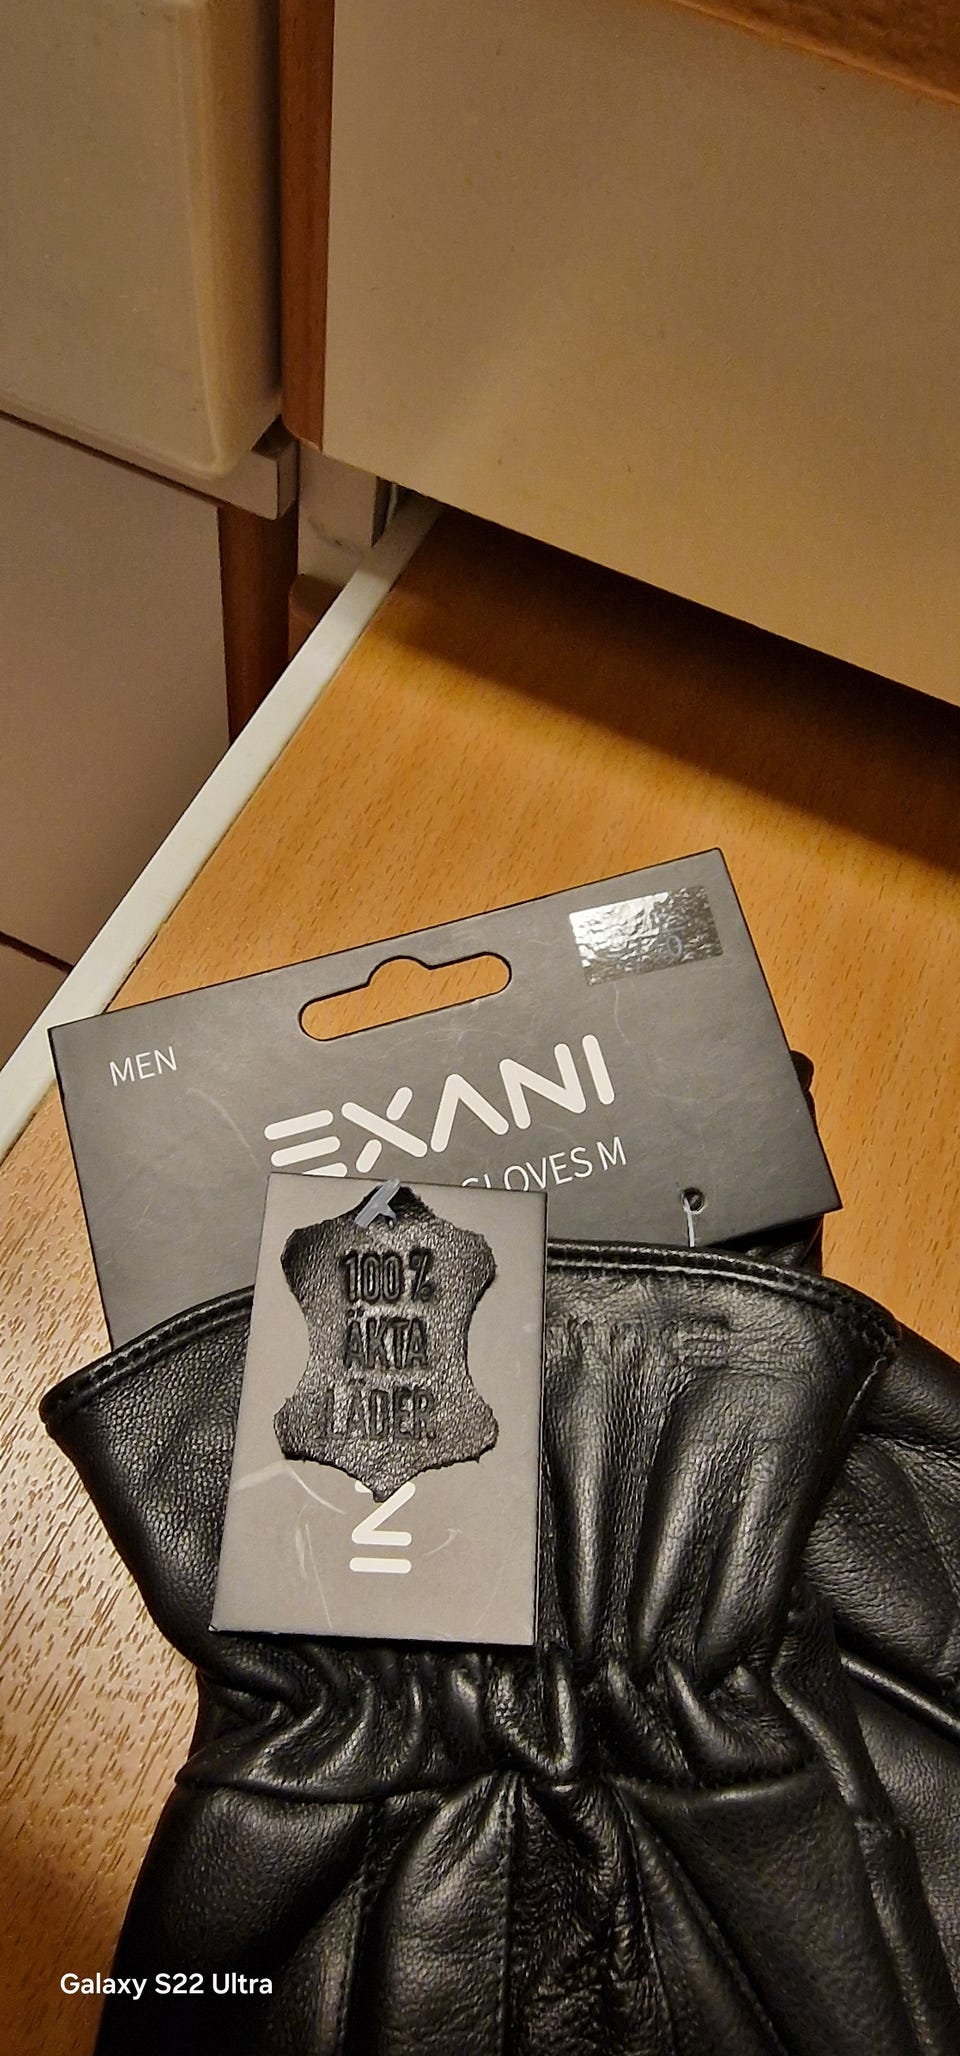 MEN
EXANI
GLOVES M
100%
ÄKTA
LÄDER
Galaxy S22 Ultra